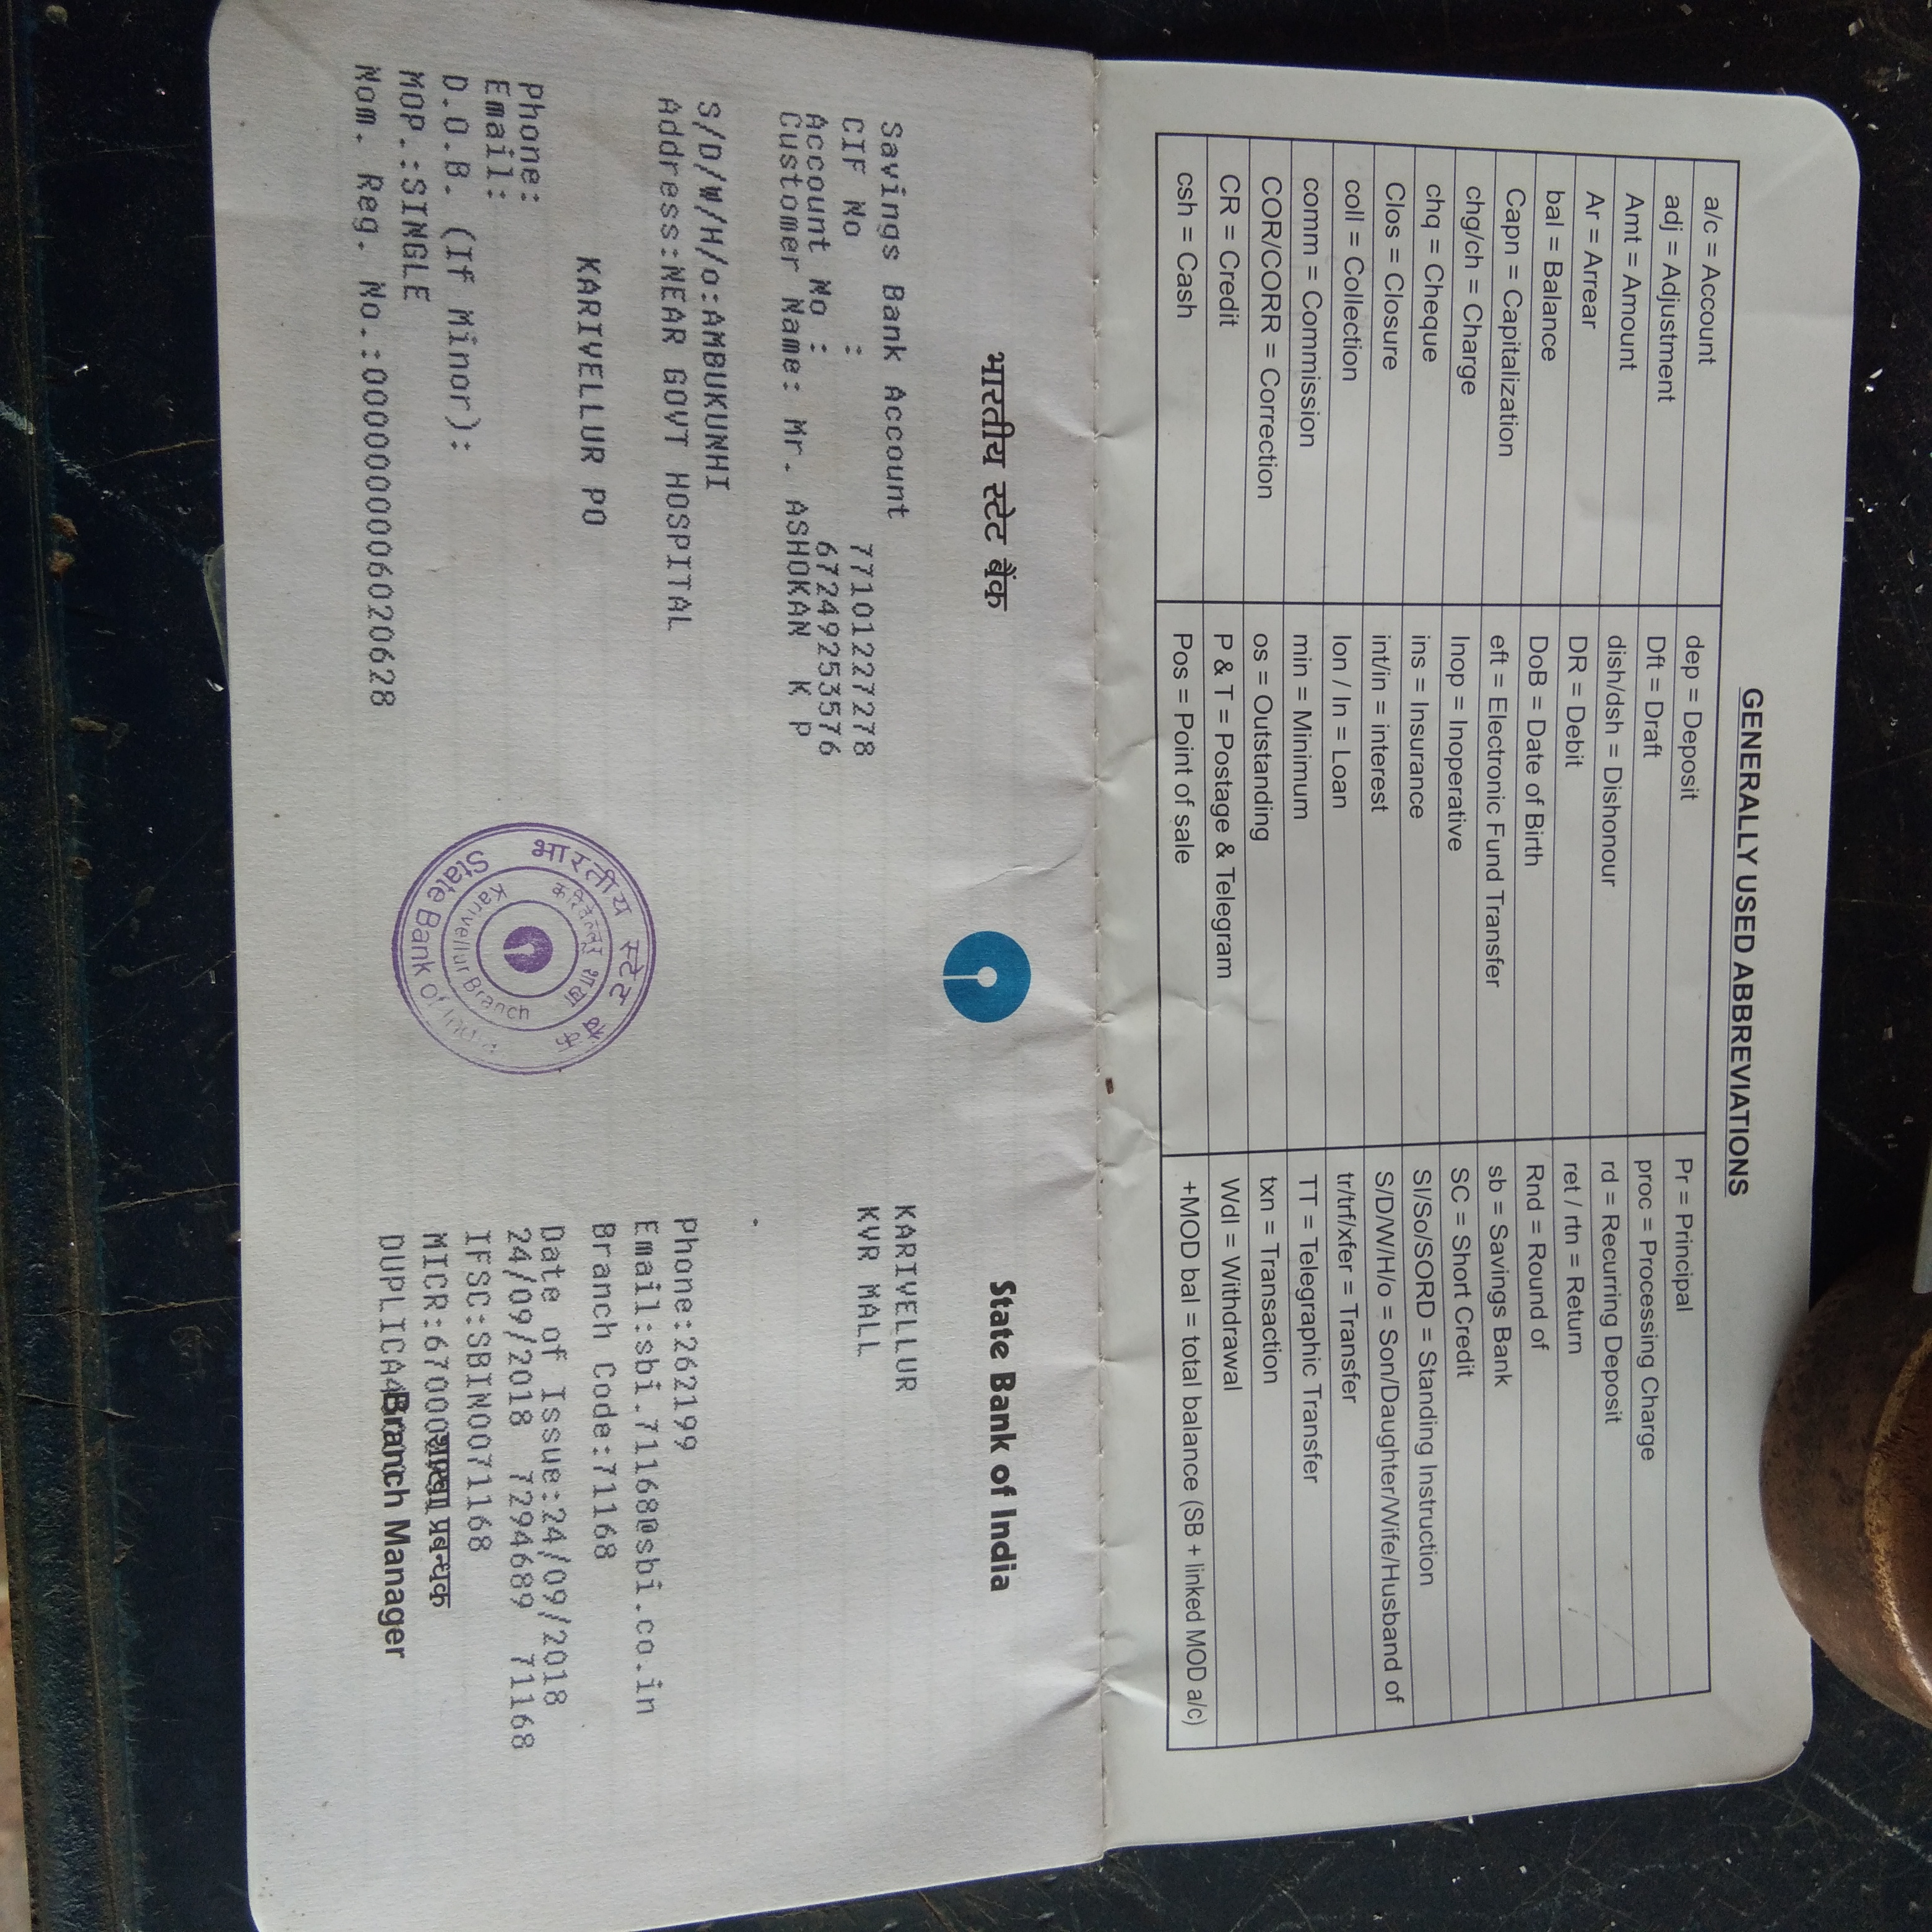 GENERALLY USED ABBREVIATIONS
a/c = Account
dep = Deposit
Pr = Principal
adj = Adjustment
Dft = Draft
proc = Processing Charge
Amt = Amount
dish/dsh = Dishonour
rd = Recurring Deposit
Ar = Arrear
DR = Debit
ret / rtn = Return
bal = Balance
DoB = Date of Birth
Rnd = Round of
Capn = Capitalization
eft = Electronic Fund Transfer
sb = Savings Bank
chg/ch = Charge
Inop = Inoperative
SC = Short Credit
chq = Cheque
ins = Insurance
SI/So/SORD = Standing Instruction
Clos = Closure
int/in = interest
S/D/W/H/o = Son/Daughter/Wife/Husband of
coll = Collection
lon / ln = Loan
tr/trf/xfer = Transfer
comm = Commission
min = Minimum
TT = Telegraphic Transfer
COR/CORR = Correction
os = Outstanding
txn = Transaction
CR = Credit
P & T = Postage & Telegram
Wdl = Withdrawal
csh = Cash
Pos = Point of sale
+MOD bal = total balance (SB + linked MOD a/c)
भारतीय स्टेट बैंक
State Bank of India
Savings Bank Account
KARIVELLUR
CIF No : 77101227278
KVR MALL
Account No : 67249253576
Customer Name: Mr. ASHOKAN K P
S/D/W/H/o:AMBUKUNHI
Phone:262199
Address:NEAR GOVT HOSPITAL
Email:sbi.71168@sbi.co.in
Branch Code:71168
KARIVELLUR PO
Date of Issue:24/09/2018
Phone:
24/09/2018 7294689 71168
Email:
IFSC:SBIN0071168
D.O.B. (If Minor):
MICR:67000
शाखा प्रबन्धक
MOP.:SINGLE
DUPLICA
Branch Manager
Nom. Reg. No.:000000000006020628
भारतीय स्टेट बैंक
करिवेल्लूर शाखा
Karivellur Branch
State Bank of India